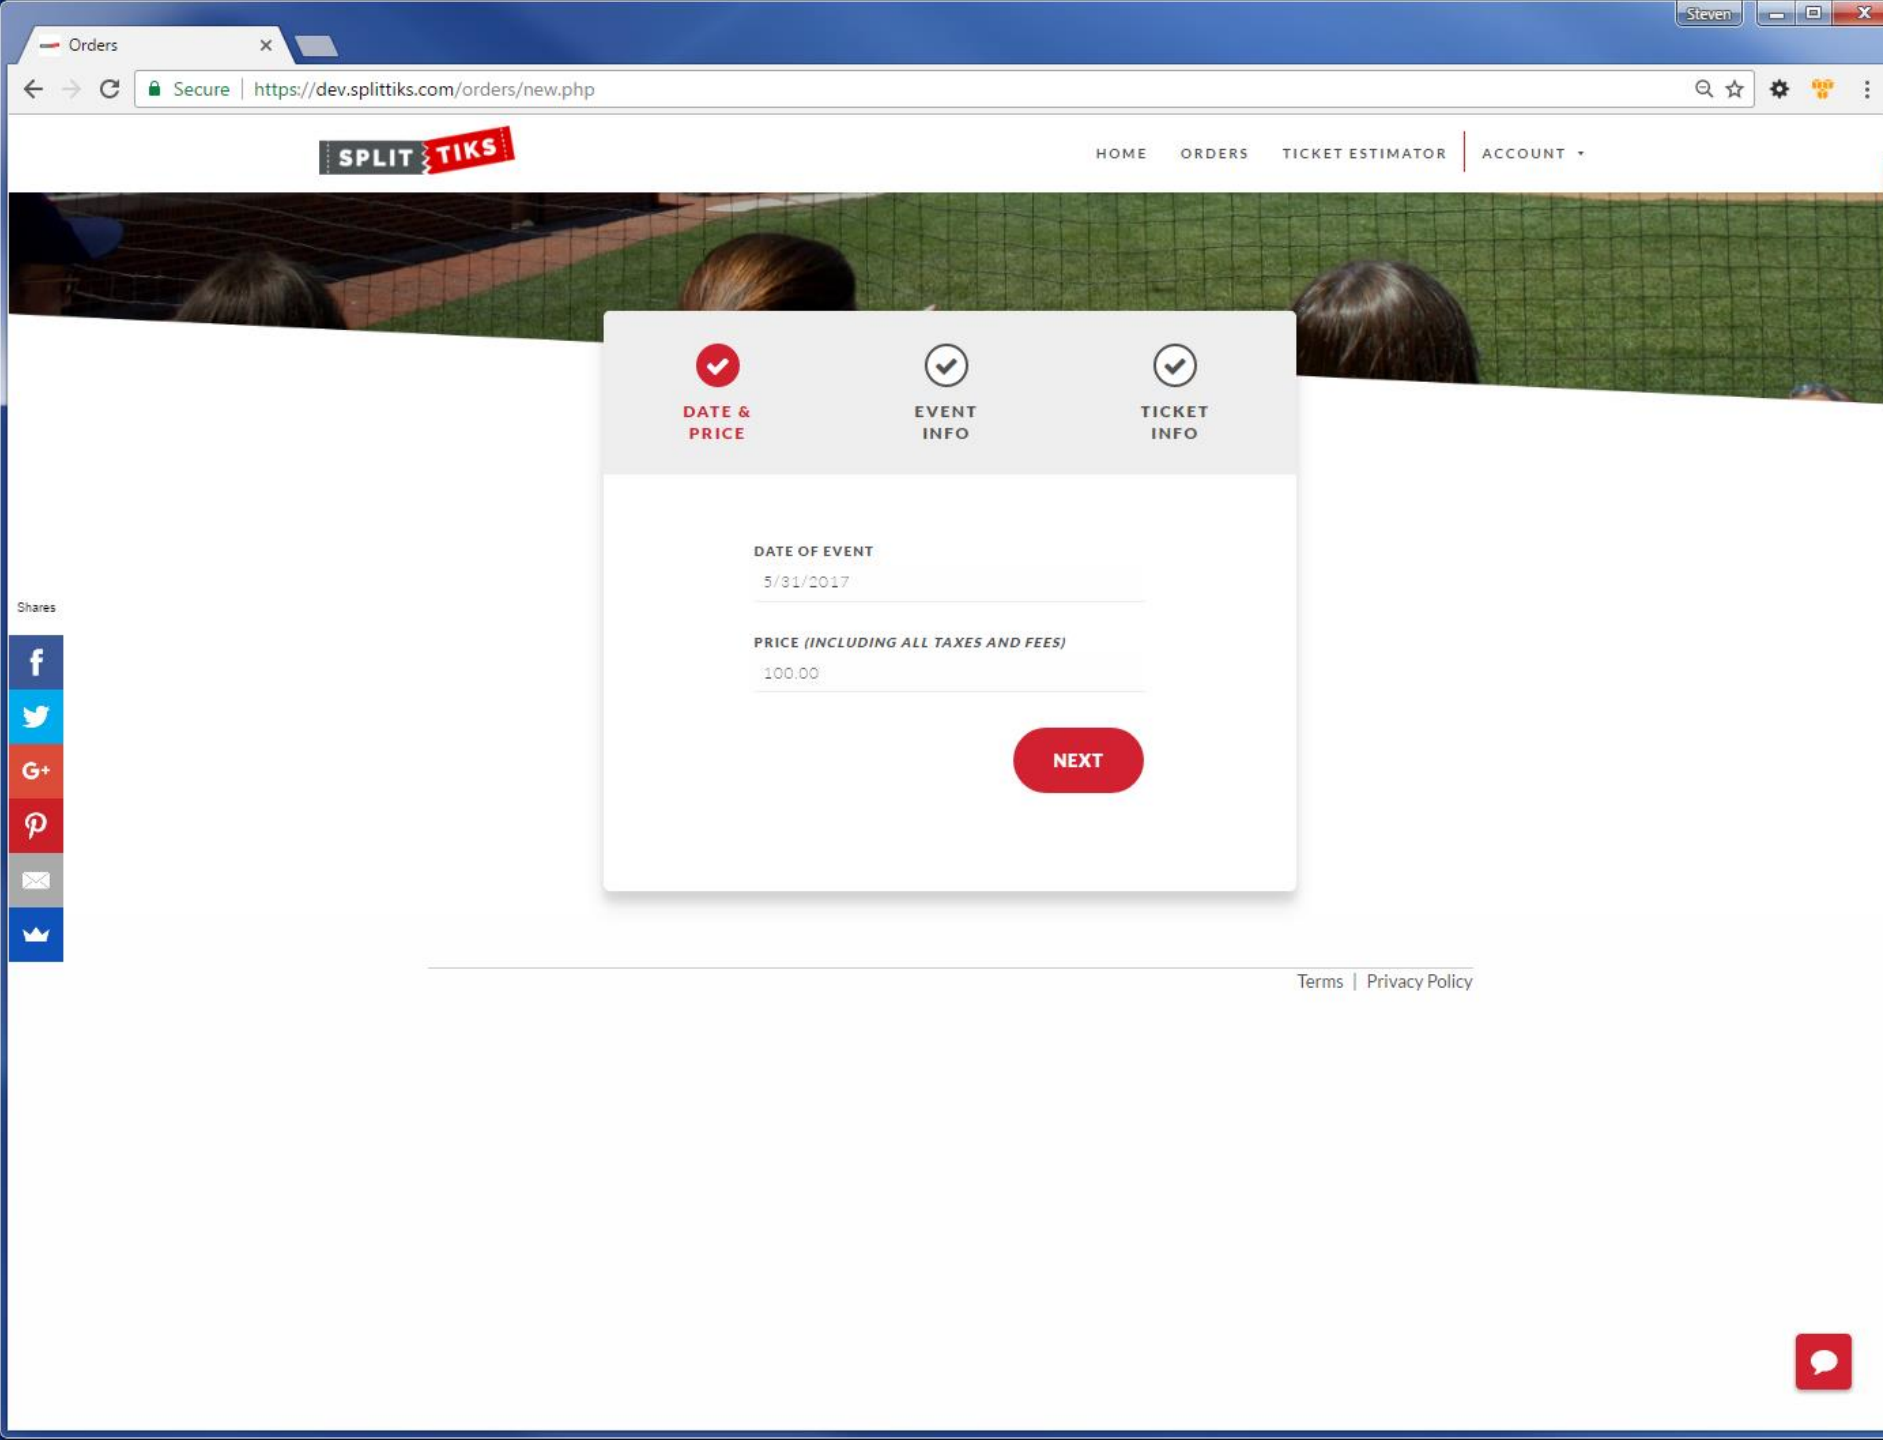 Steven
Orders
Secure | https://dev.splittiks.com/orders/new.php
SPLIT TIKS
HOME ORDERS TICKET ESTIMATOR ACCOUNT
DATE & PRICE
EVENT INFO
TICKET INFO
DATE OF EVENT
5/31/2017
Shares
PRICE (INCLUDING ALL TAXES AND FEES)
100.00
G+
NEXT
Terms | Privacy Policy